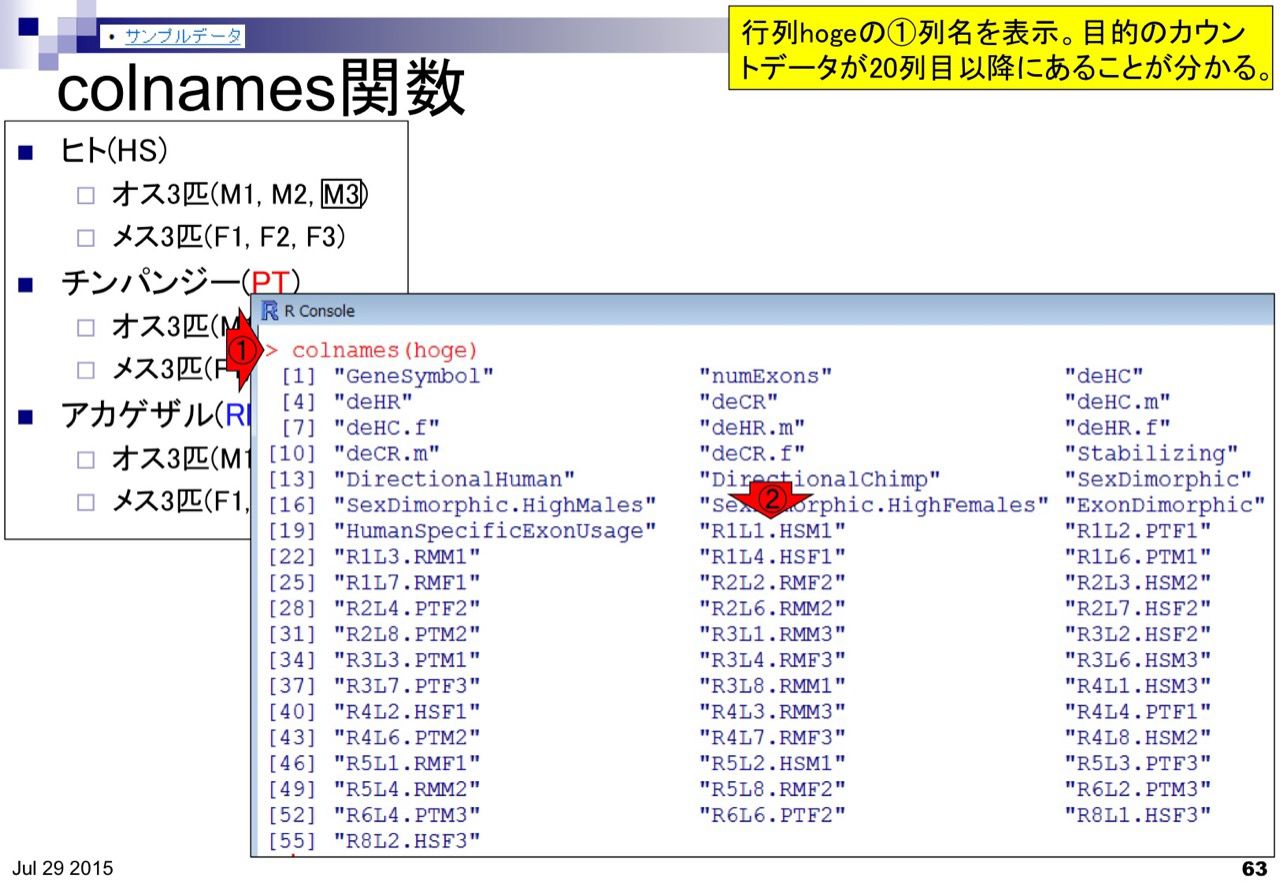 • サンプルデータ
colnames関数
行列hogeの①列名を表示。目的のカウン
トデータが20列目以降にあることが分かる。
ヒト(HS)
オス3匹(M1, M2, M3)
メス3匹(F1, F2, F3)
チンパンジー(PT)
オス3匹(
メス3匹(F
アカゲザル(R
オス3匹(M1
メス3匹(F1,
R Console
①
> colnames(hoge)
[1] "GeneSymbol" "numExons" "deHC"
[4] "deHR" "deCR" "deHC.m"
[7] "deHC.f" "deHR.m" "deHR.f"
[10] "deCR.m" "deCR.f" "Stabilizing"
[13] "DirectionalHuman" "DirectionalChimp" "SexDimorphic"
②
[16] "SexDimorphic.HighMales" "SexDimorphic.HighFemales" "ExonDimorphic"
[19] "HumanSpecificExonUsage" "R1L1.HSM1" "R1L2.PTF1"
[22] "R1L3.RMM1" "R1L4.HSF1" "R1L6.PTM1"
[25] "R1L7.RMF1" "R2L2.RMF2" "R2L3.HSM2"
[28] "R2L4.PTF2" "R2L6.RMM2" "R2L7.HSF2"
[31] "R2L8.PTM2" "R3L1.RMM3" "R3L2.HSF2"
[34] "R3L3.PTM1" "R3L4.RMF3" "R3L6.HSM3"
[37] "R3L7.PTF3" "R3L8.RMM1" "R4L1.HSM3"
[40] "R4L2.HSF1" "R4L3.RMM3" "R4L4.PTF1"
[43] "R4L6.PTM2" "R4L7.RMF3" "R4L8.HSM2"
[46] "R5L1.RMF1" "R5L2.HSM1" "R5L3.PTF3"
[49] "R5L4.RMM2" "R5L8.RMF2" "R6L2.PTM3"
[52] "R6L4.PTM3" "R6L6.PTF2" "R8L1.HSF3"
[55] "R8L2.HSF3"
Jul 29 2015
63